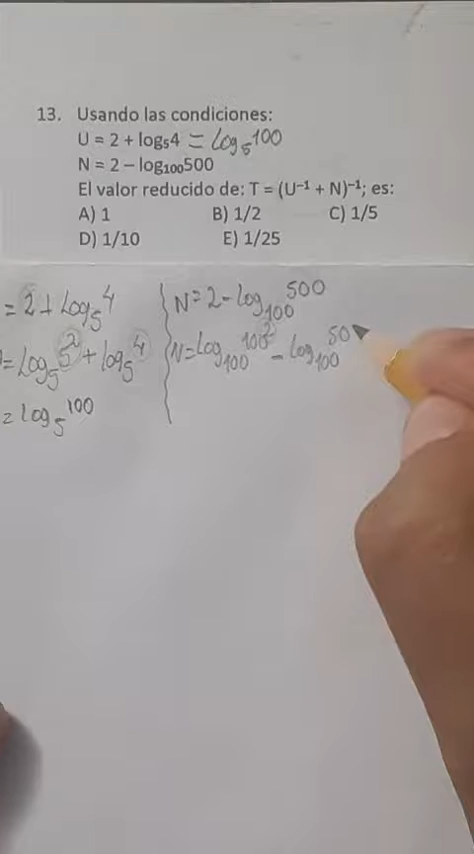 13. Usando las condiciones:
U = 2 + log₅4 = log₅100
N = 2 – log₁₀₀500
El valor reducido de: T = (U⁻¹ + N)⁻¹; es:
A) 1 B) 1/2 C) 1/5
D) 1/10 E) 1/25
= 2 + log₅4
= log₅5² + log₅4
= log₅100
N = 2 - log₁₀₀500
N = log₁₀₀100² - log₁₀₀50